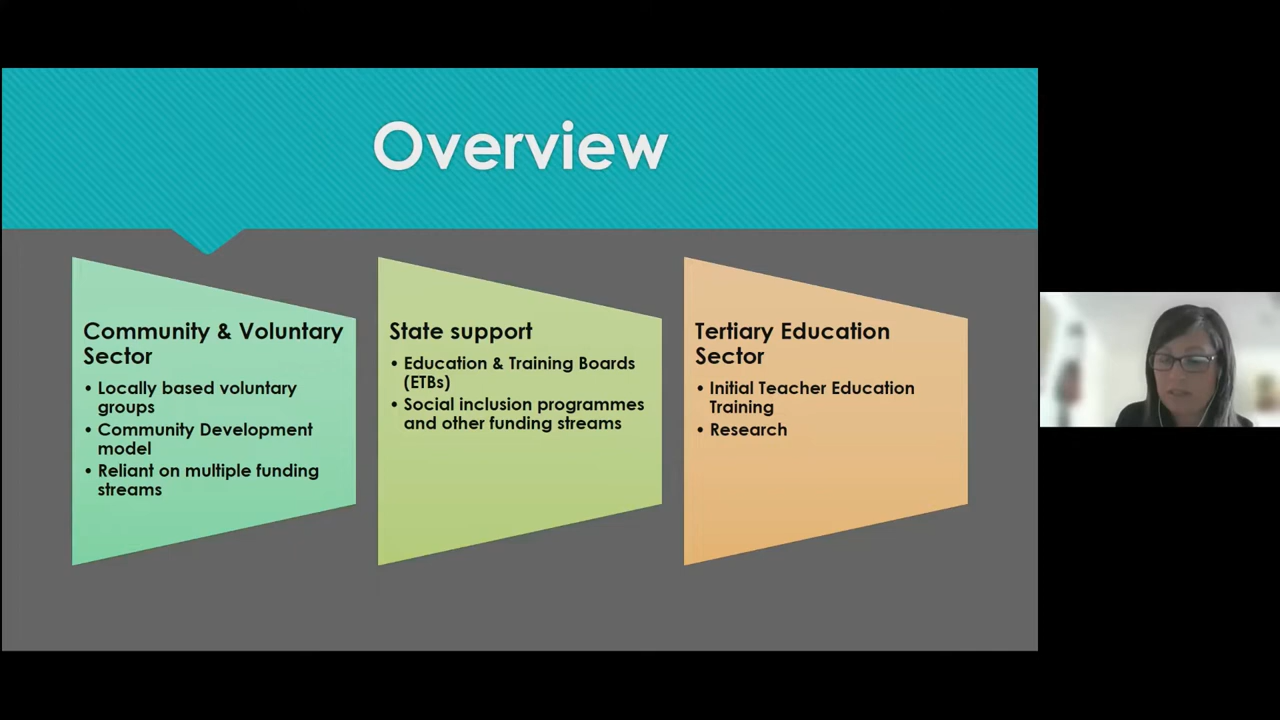 Overview
Community & Voluntary
Sector
• Locally based voluntary
groups
• Community Development
model
• Reliant on multiple funding
streams
State support
• Education & Training Boards
(ETBs)
• Social inclusion programmes
and other funding streams
Tertiary Education
Sector
• Initial Teacher Education
Training
• Research